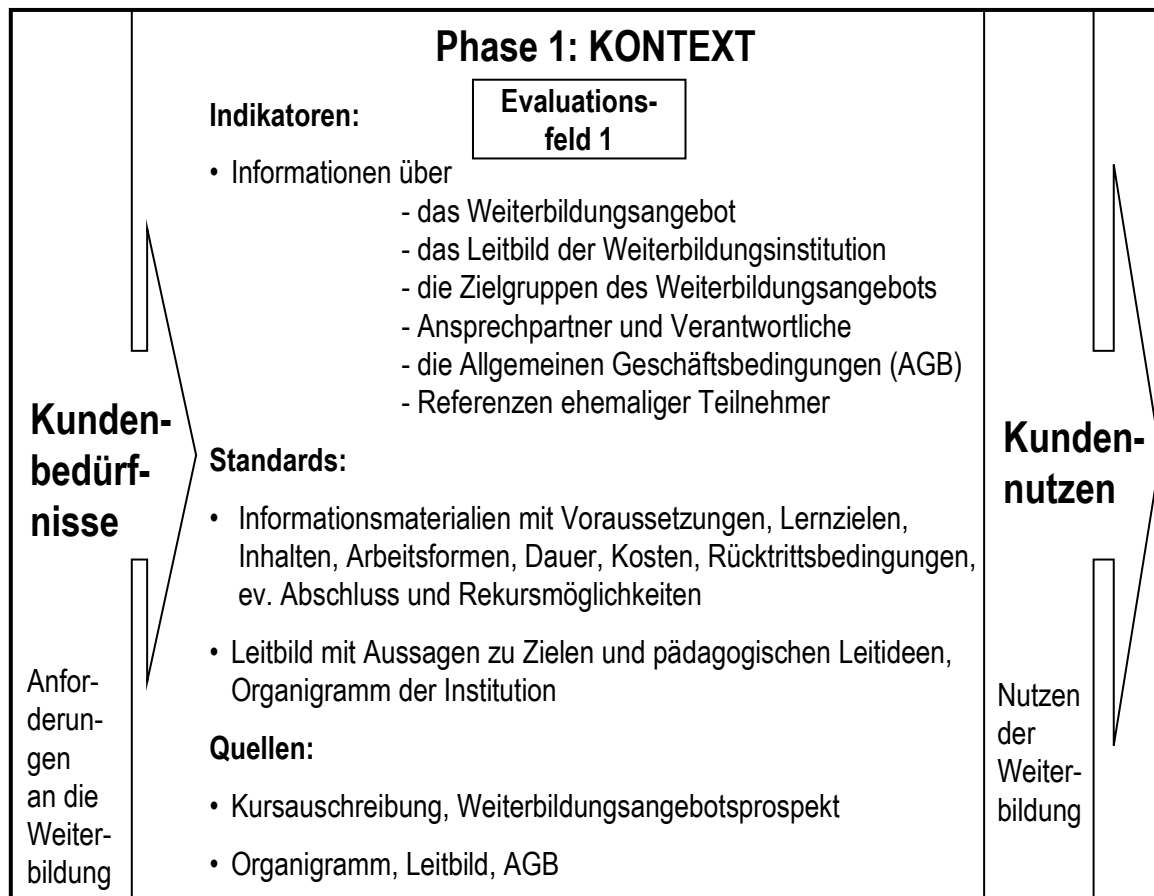 Phase 1: KONTEXT
Evaluations-
feld 1
Indikatoren:
• Informationen über
- das Weiterbildungsangebot
- das Leitbild der Weiterbildungsinstitution
- die Zielgruppen des Weiterbildungsangebots
- Ansprechpartner und Verantwortliche
- die Allgemeinen Geschäftsbedingungen (AGB)
- Referenzen ehemaliger Teilnehmer
Standards:
• Informationsmaterialien mit Voraussetzungen, Lernzielen,
Inhalten, Arbeitsformen, Dauer, Kosten, Rücktrittsbedingungen,
ev. Abschluss und Rekursmöglichkeiten
• Leitbild mit Aussagen zu Zielen und pädagogischen Leitideen,
Organigramm der Institution
Quellen:
• Kursauschreibung, Weiterbildungsangebotsprospekt
• Organigramm, Leitbild, AGB
Kunden-
bedürf-
nisse
Anfor-
derun-
gen
an die
Weiter-
bildung
Kunden-
nutzen
Nutzen
der
Weiter-
bildung